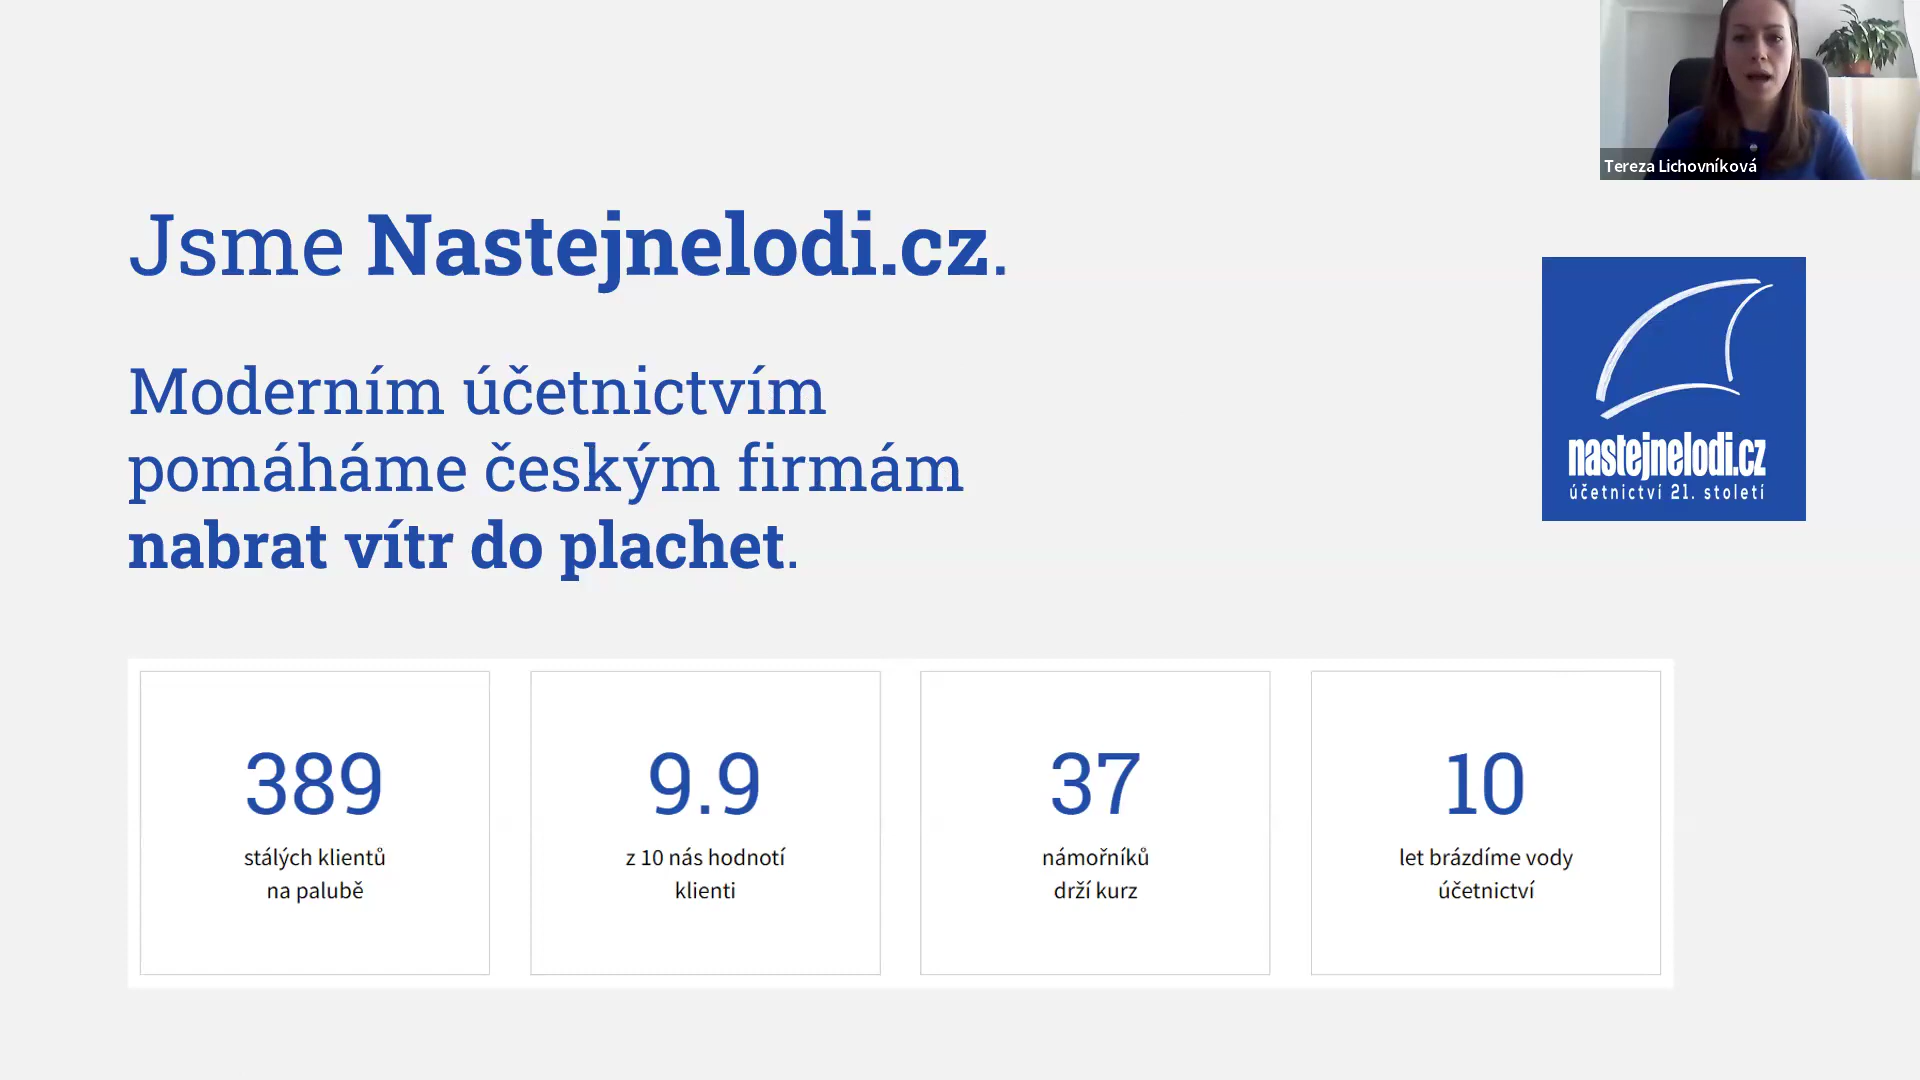 Tereza Lichovníková
Jsme Nastejnelodi.cz.
Moderním účetnictvím
pomáháme českým firmám
nabrat vítr do plachet.
nastejnelodi.cz
účetnictví 21. století
389
stálých klientů
na palubě
9.9
z 10 nás hodnotí
klienti
37
námořníků
drží kurz
10
let brázdíme vody
účetnictví